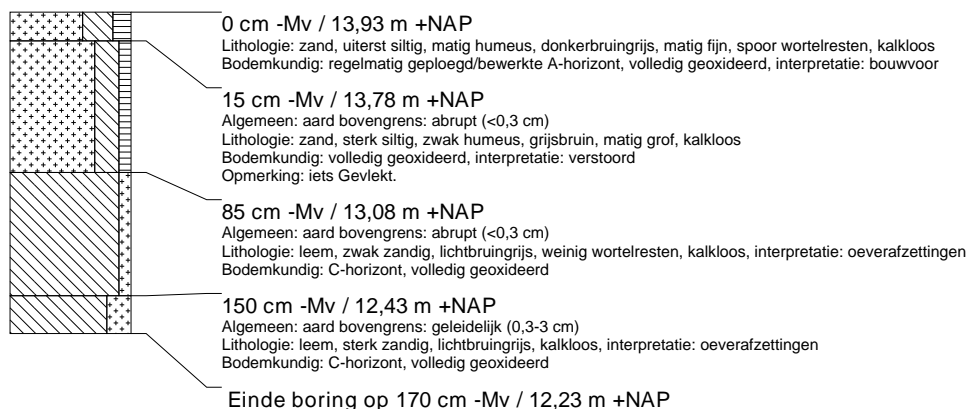 0 cm -Mv / 13,93 m +NAP
Lithologie: zand, uiterst siltig, matig humeus, donkerbruingrijs, matig fijn, spoor wortelresten, kalkloos
Bodemkundig: regelmatig geploegd/bewerkte A-horizont, volledig geoxideerd, interpretatie: bouwvoor
15 cm -Mv / 13,78 m +NAP
Algemeen: aard bovengrens: abrupt (<0,3 cm)
Lithologie: zand, sterk siltig, zwak humeus, grijsbruin, matig grof, kalkloos
Bodemkundig: volledig geoxideerd, interpretatie: verstoord
Opmerking: iets Gevlekt.
85 cm -Mv / 13,08 m +NAP
Algemeen: aard bovengrens: abrupt (<0,3 cm)
Lithologie: leem, zwak zandig, lichtbruingrijs, weinig wortelresten, kalkloos, interpretatie: oeverafzettingen
Bodemkundig: C-horizont, volledig geoxideerd
150 cm -Mv / 12,43 m +NAP
Algemeen: aard bovengrens: geleidelijk (0,3-3 cm)
Lithologie: leem, sterk zandig, lichtbruingrijs, kalkloos, interpretatie: oeverafzettingen
Bodemkundig: C-horizont, volledig geoxideerd
Einde boring op 170 cm -Mv / 12,23 m +NAP